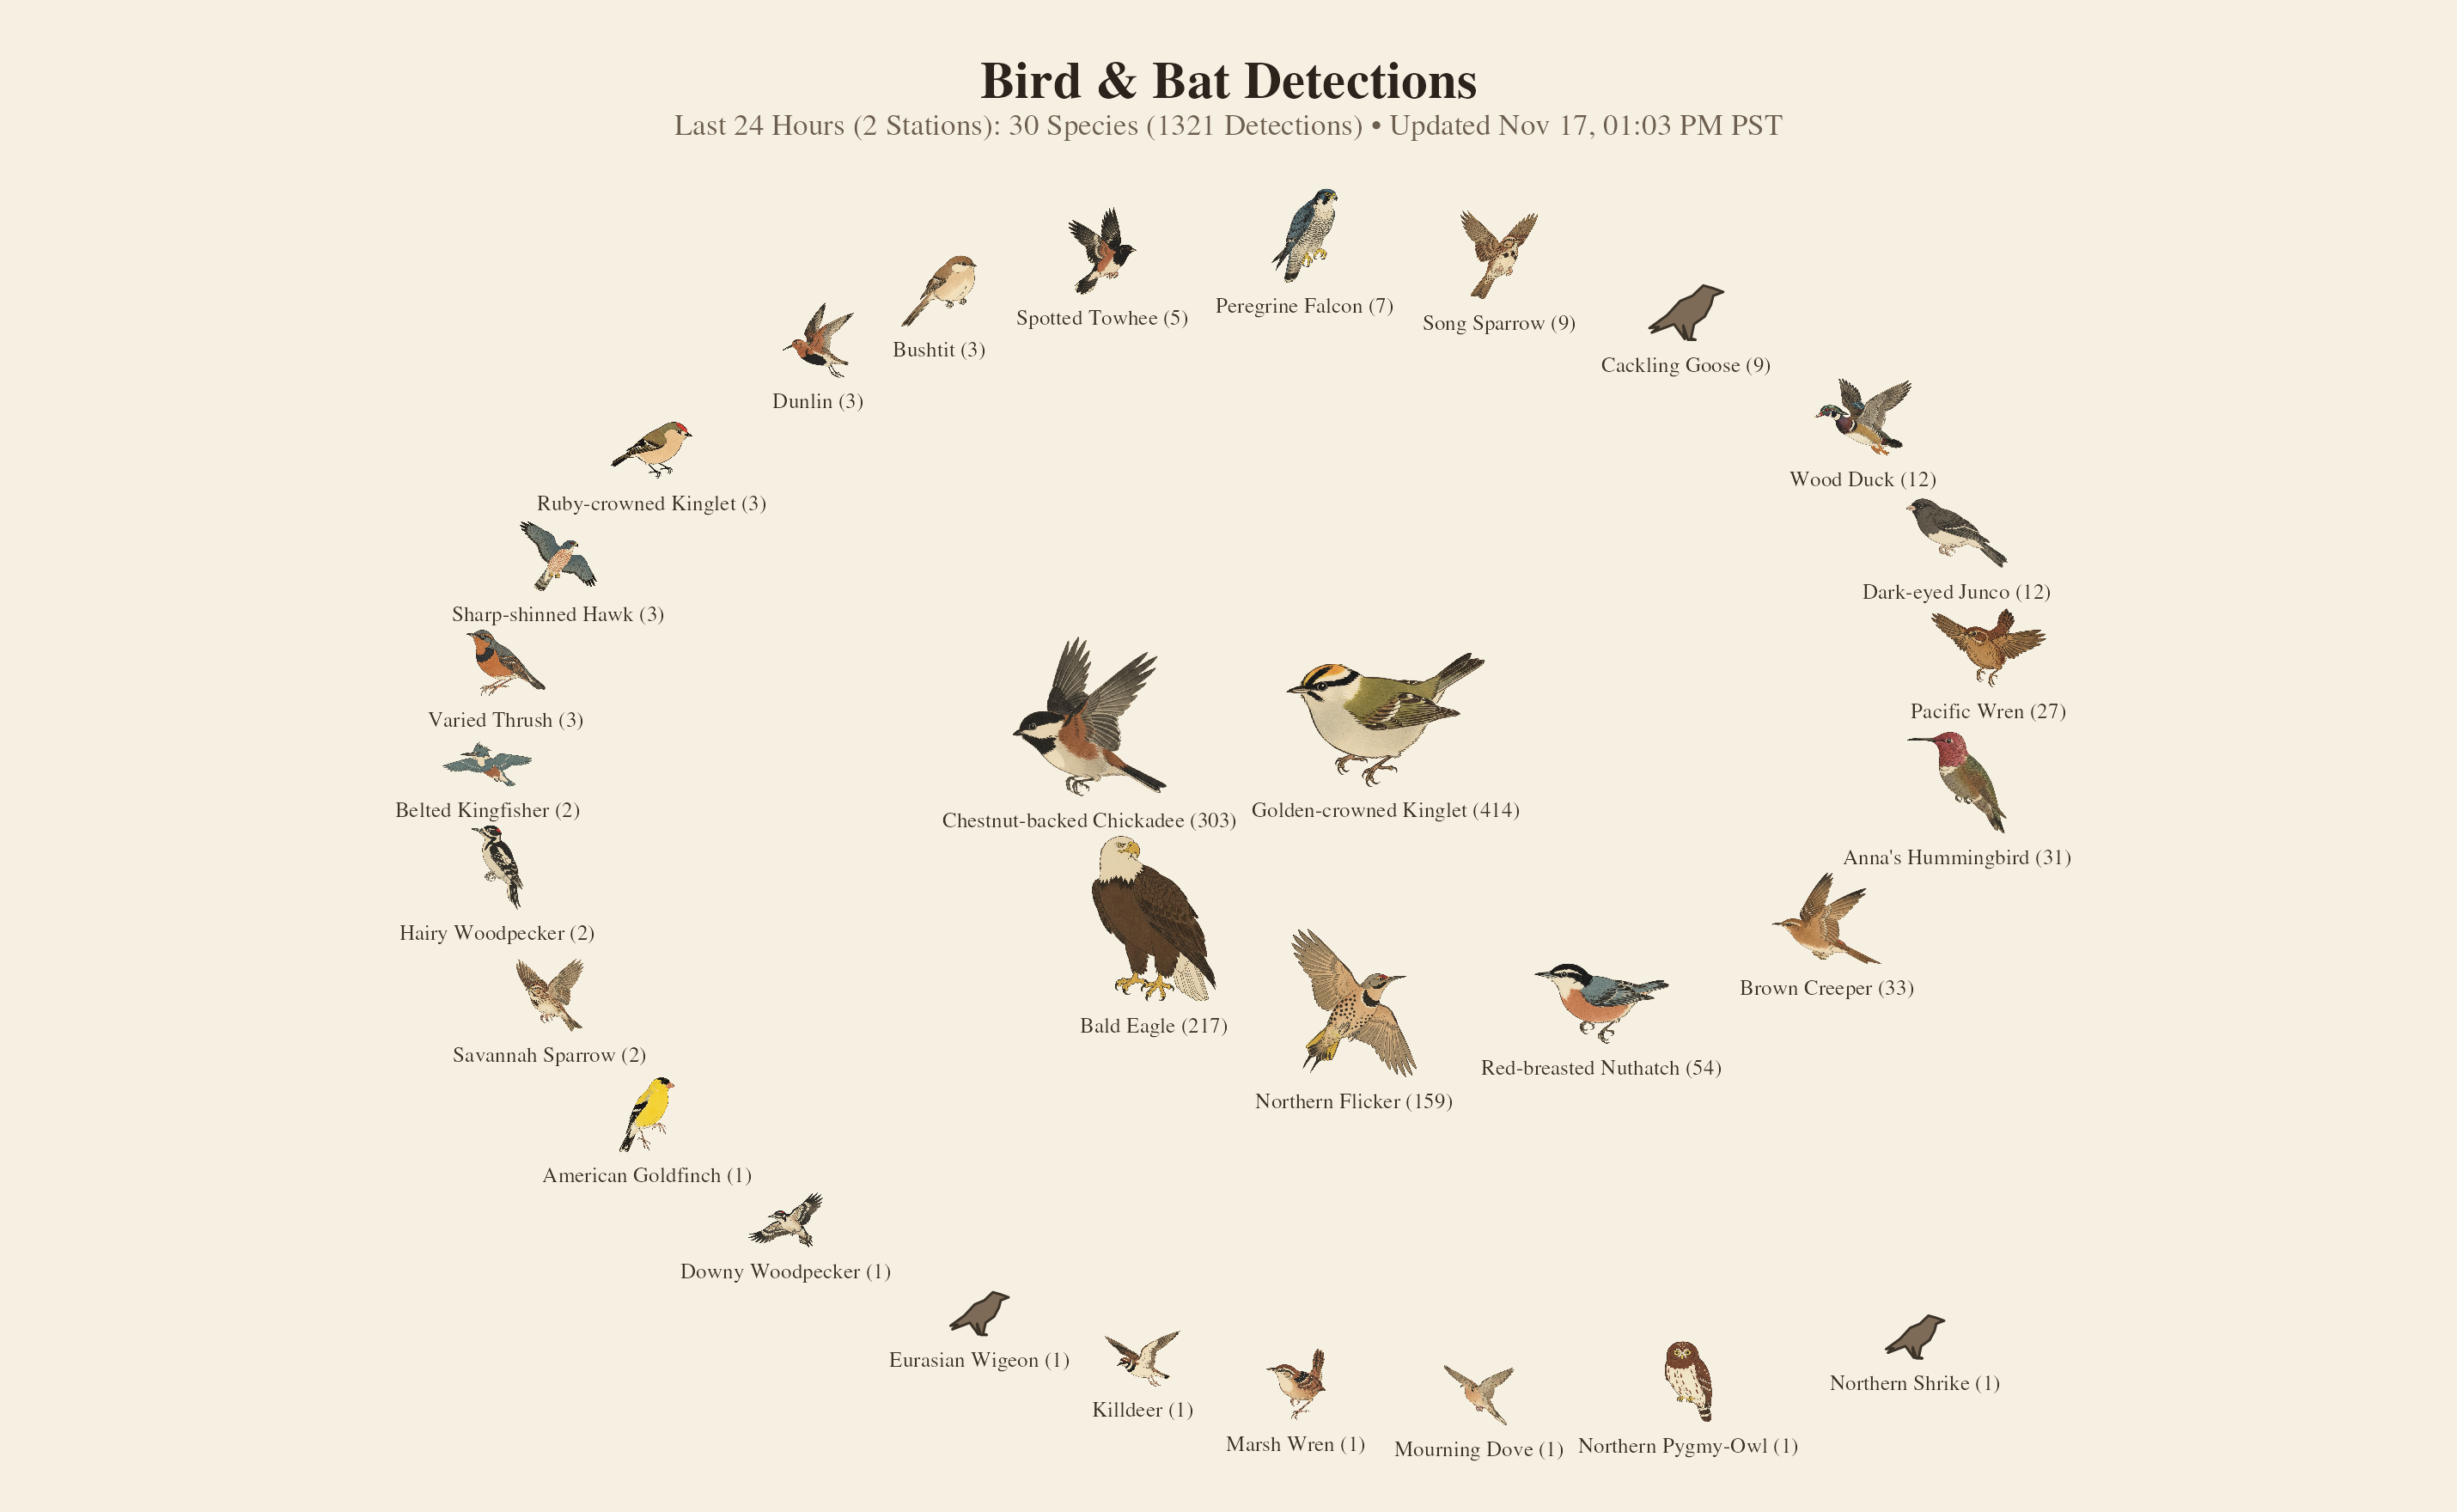 Bird & Bat Detections
Last 24 Hours (2 Stations): 30 Species (1321 Detections) • Updated Nov 17, 01:03 PM PST
Peregrine Falcon (7)
Spotted Towhee (5)
Song Sparrow (9)
Bushtit (3)
Cackling Goose (9)
Dunlin (3)
Wood Duck (12)
Ruby-crowned Kinglet (3)
Dark-eyed Junco (12)
Sharp-shinned Hawk (3)
Pacific Wren (27)
Varied Thrush (3)
Belted Kingfisher (2)
Golden-crowned Kinglet (414)
Chestnut-backed Chickadee (303)
Anna's Hummingbird (31)
Hairy Woodpecker (2)
Brown Creeper (33)
Bald Eagle (217)
Savannah Sparrow (2)
Red-breasted Nuthatch (54)
Northern Flicker (159)
American Goldfinch (1)
Downy Woodpecker (1)
Eurasian Wigeon (1)
Northern Shrike (1)
Killdeer (1)
Marsh Wren (1)
Mourning Dove (1)
Northern Pygmy-Owl (1)